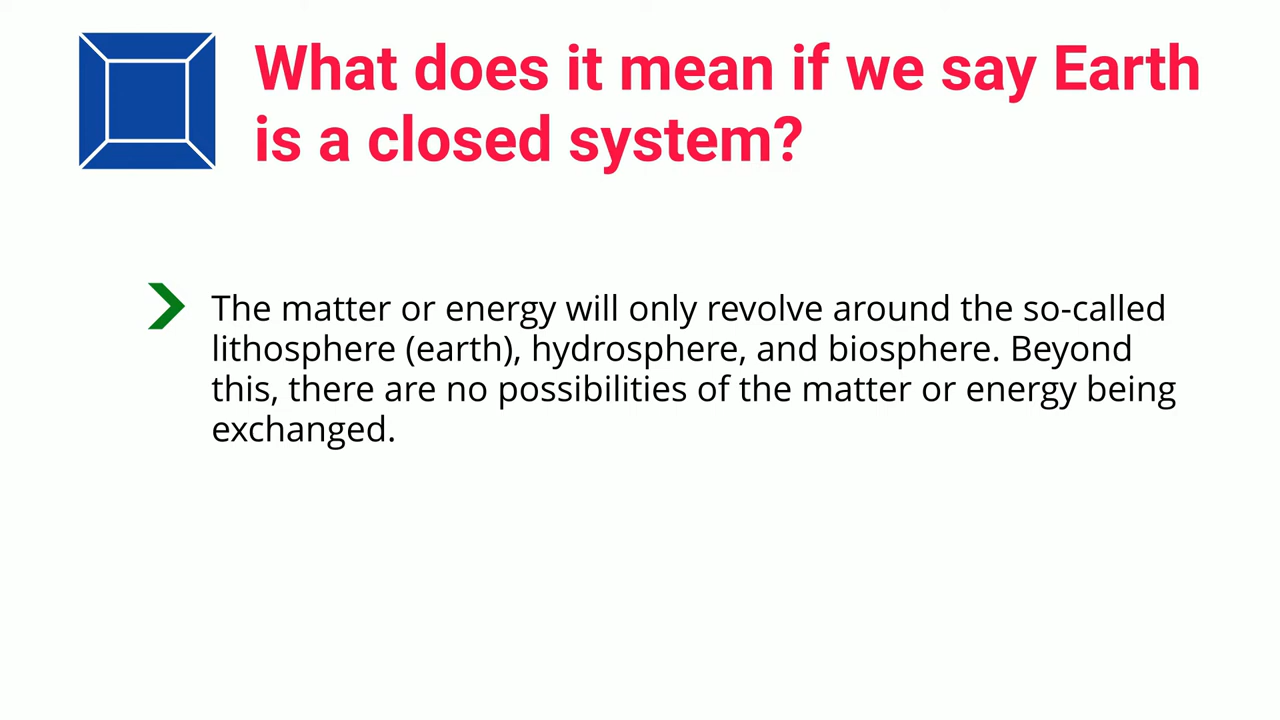 What does it mean if we say Earth
is a closed system?
The matter or energy will only revolve around the so-called
lithosphere (earth), hydrosphere, and biosphere. Beyond
this, there are no possibilities of the matter or energy being
exchanged.